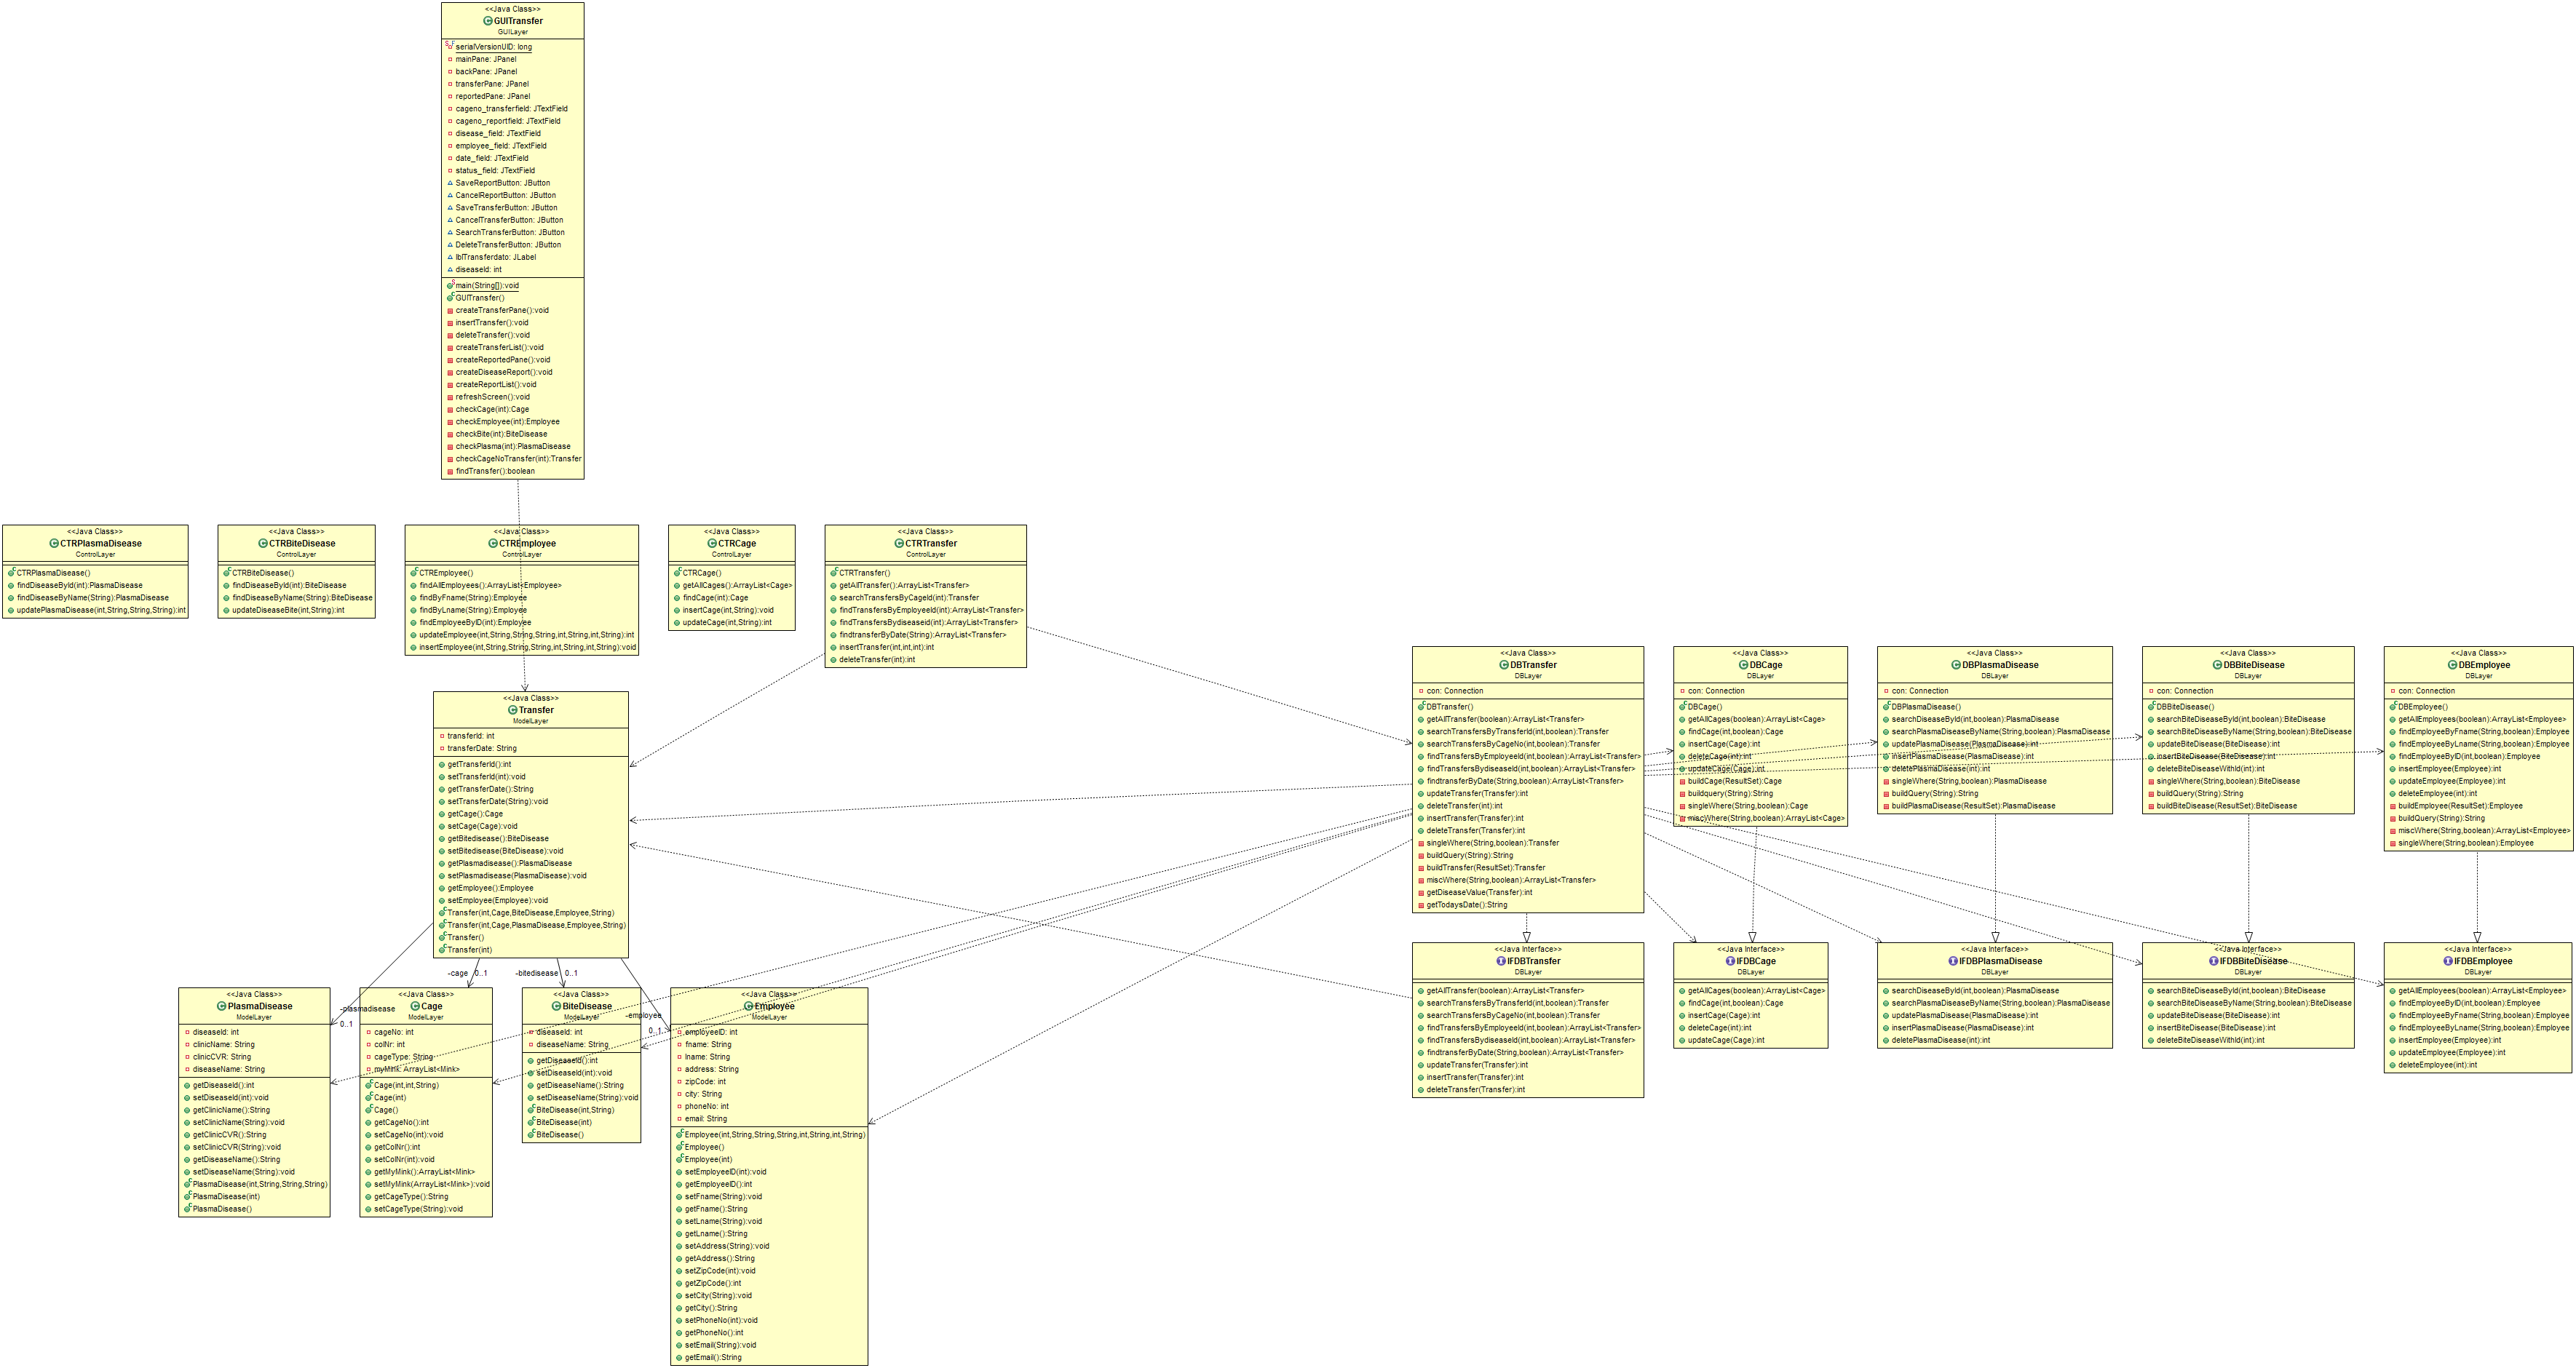 <<Java Class>>
GUITransfer
GUILayer
serialVersionUID: long
mainPane: JPanel
backPane: JPanel
transferPane: JPanel
reportedPane: JPanel
cageno_transferfield: JTextField
cageno_reportfield: JTextField
disease_field: JTextField
employee_field: JTextField
date_field: JTextField
status_field: JTextField
SaveReportButton: JButton
CancelReportButton: JButton
SaveTransferButton: JButton
CancelTransferButton: JButton
SearchTransferButton: JButton
DeleteTransferButton: JButton
lblTransferdato: JLabel
diseaseId: int
main(String[]):void
GUITransfer()
createTransferPane():void
insertTransfer():void
deleteTransfer():void
createTransferList():void
createReportedPane():void
createDiseaseReport():void
createReportList():void
refreshScreen():void
checkCage(int):Cage
checkEmployee(int):Employee
checkBite(int):BiteDisease
checkPlasma(int):PlasmaDisease
checkCageNoTransfer(int):Transfer
findTransfer():boolean
<<Java Class>>
CTRPlasmaDisease
ControlLayer
CTRPlasmaDisease()
findDiseaseById(int):PlasmaDisease
findDiseaseByName(String):PlasmaDisease
updatePlasmaDisease(int,String,String,String):int
<<Java Class>>
CTRBiteDisease
ControlLayer
CTRBiteDisease()
findDiseaseById(int):BiteDisease
findDiseaseByName(String):BiteDisease
updateDiseaseBite(int,String):int
<<Java Class>>
CTREmployee
ControlLayer
CTREmployee()
findAllEmployees():ArrayList<Employee>
findByFname(String):Employee
findByLname(String):Employee
findEmployeeByID(int):Employee
updateEmployee(int,String,String,String,int,String,int,String):int
insertEmployee(int,String,String,String,int,String,int,String):void
<<Java Class>>
CTRCage
ControlLayer
CTRCage()
getAllCages():ArrayList<Cage>
findCage(int):Cage
insertCage(int,String):void
updateCage(int,String):int
<<Java Class>>
CTRTransfer
ControlLayer
CTRTransfer()
getAllTransfer():ArrayList<Transfer>
searchTransfersByCageId(int):Transfer
findTransfersByEmployeeId(int):ArrayList<Transfer>
findTransfersBydiseaseid(int):ArrayList<Transfer>
findtransferByDate(String):ArrayList<Transfer>
insertTransfer(int,int,int):int
deleteTransfer(int):int
<<Java Class>>
DBTransfer
DBLayer
con: Connection
DBTransfer()
getAllTransfer(boolean):ArrayList<Transfer>
searchTransfersByTransferId(int,boolean):Transfer
searchTransfersByCageNo(int,boolean):Transfer
findTransfersByEmployeeId(int,boolean):ArrayList<Transfer>
findTransfersBydiseaseId(int,boolean):ArrayList<Transfer>
findtransferByDate(String,boolean):ArrayList<Transfer>
updateTransfer(Transfer):int
deleteTransfer(int):int
insertTransfer(Transfer):int
deleteTransfer(Transfer):int
singleWhere(String,boolean):Transfer
buildQuery(String):String
buildTransfer(ResultSet):Transfer
miscWhere(String,boolean):ArrayList<Transfer>
getDiseaseValue(Transfer):int
getTodaysDate():String
<<Java Class>>
DBCage
DBLayer
con: Connection
DBCage()
getAllCages(boolean):ArrayList<Cage>
findCage(int,boolean):Cage
insertCage(Cage):int
deleteCage(int):int
updateCage(Cage):int
buildCage(ResultSet):Cage
buildquery(String):String
singleWhere(String,boolean):Cage
miscWhere(String,boolean):ArrayList<Cage>
<<Java Class>>
DBPlasmaDisease
DBLayer
con: Connection
DBPlasmaDisease()
searchDiseaseById(int,boolean):PlasmaDisease
searchPlasmaDiseaseByName(String,boolean):PlasmaDisease
updatePlasmaDisease(PlasmaDisease):int
insertPlasmaDisease(PlasmaDisease):int
deletePlasmaDisease(int):int
singleWhere(String,boolean):PlasmaDisease
buildQuery(String):String
buildPlasmaDisease(ResultSet):PlasmaDisease
<<Java Class>>
DBBiteDisease
DBLayer
con: Connection
DBBiteDisease()
searchBiteDiseaseById(int,boolean):BiteDisease
searchBiteDiseaseByName(String,boolean):BiteDisease
updateBiteDisease(BiteDisease):int
insertBiteDisease(BiteDisease):int
deleteBiteDiseaseWithId(int):int
singleWhere(String,boolean):BiteDisease
buildQuery(String):String
buildBiteDisease(ResultSet):BiteDisease
<<Java Class>>
DBEmployee
DBLayer
con: Connection
DBEmployee()
getAllEmployees(boolean):ArrayList<Employee>
findEmployeeByFname(String,boolean):Employee
findEmployeeByLname(String,boolean):Employee
findEmployeeByID(int,boolean):Employee
insertEmployee(Employee):int
updateEmployee(Employee):int
deleteEmployee(int):int
buildEmployee(ResultSet):Employee
buildQuery(String):String
miscWhere(String,boolean):ArrayList<Employee>
singleWhere(String,boolean):Employee
<<Java Class>>
Transfer
ModelLayer
transferId: int
transferDate: String
getTransferId():int
setTransferId(int):void
getTransferDate():String
setTransferDate(String):void
getCage():Cage
setCage(Cage):void
getBitedisease():BiteDisease
setBitedisease(BiteDisease):void
getPlasmadisease():PlasmaDisease
setPlasmadisease(PlasmaDisease):void
getEmployee():Employee
setEmployee(Employee):void
Transfer(int,Cage,BiteDisease,Employee,String)
Transfer(int,Cage,PlasmaDisease,Employee,String)
Transfer()
Transfer(int)
-cage 0..1
-bitedisease 0..1
-plasmadisease
0..1
-employee
0..1
<<Java Class>>
PlasmaDisease
ModelLayer
diseaseId: int
clinicName: String
clinicCVR: String
diseaseName: String
getDiseaseId():int
setDiseaseId(int):void
getClinicName():String
setClinicName(String):void
getClinicCVR():String
setClinicCVR(String):void
getDiseaseName():String
setDiseaseName(String):void
PlasmaDisease(int,String,String,String)
PlasmaDisease(int)
PlasmaDisease()
<<Java Class>>
Cage
ModelLayer
cageNo: int
colNr: int
cageType: String
myMink: ArrayList<Mink>
Cage(int,int,String)
Cage(int)
Cage()
getCageNo():int
setCageNo(int):void
getColNr():int
setColNr(int):void
getMyMink():ArrayList<Mink>
setMyMink(ArrayList<Mink>):void
getCageType():String
setCageType(String):void
<<Java Class>>
BiteDisease
ModelLayer
diseaseId: int
diseaseName: String
getDiseaseId():int
setDiseaseId(int):void
getDiseaseName():String
setDiseaseName(String):void
BiteDisease(int,String)
BiteDisease(int)
BiteDisease()
<<Java Class>>
Employee
ModelLayer
employeeID: int
fname: String
lname: String
address: String
zipCode: int
city: String
phoneNo: int
email: String
Employee(int,String,String,String,int,String,int,String)
Employee()
Employee(int)
setEmployeeID(int):void
getEmployeeID():int
setFname(String):void
getFname():String
setLname(String):void
getLname():String
setAddress(String):void
getAddress():String
setZipCode(int):void
getZipCode():int
setCity(String):void
getCity():String
setPhoneNo(int):void
getPhoneNo():int
setEmail(String):void
getEmail():String
<<Java Interface>>
IFDBTransfer
DBLayer
getAllTransfer(boolean):ArrayList<Transfer>
searchTransfersByTransferId(int,boolean):Transfer
searchTransfersByCageNo(int,boolean):Transfer
findTransfersByEmployeeId(int,boolean):ArrayList<Transfer>
findTransfersBydiseaseId(int,boolean):ArrayList<Transfer>
findtransferByDate(String,boolean):ArrayList<Transfer>
updateTransfer(Transfer):int
insertTransfer(Transfer):int
deleteTransfer(Transfer):int
<<Java Interface>>
IFDBCage
DBLayer
getAllCages(boolean):ArrayList<Cage>
findCage(int,boolean):Cage
insertCage(Cage):int
deleteCage(int):int
updateCage(Cage):int
<<Java Interface>>
IFDBPlasmaDisease
DBLayer
searchDiseaseById(int,boolean):PlasmaDisease
searchPlasmaDiseaseByName(String,boolean):PlasmaDisease
updatePlasmaDisease(PlasmaDisease):int
insertPlasmaDisease(PlasmaDisease):int
deletePlasmaDisease(int):int
<<Java Interface>>
IFDBBiteDisease
DBLayer
searchBiteDiseaseById(int,boolean):BiteDisease
searchBiteDiseaseByName(String,boolean):BiteDisease
updateBiteDisease(BiteDisease):int
insertBiteDisease(BiteDisease):int
deleteBiteDiseaseWithId(int):int
<<Java Interface>>
IFDBEmployee
DBLayer
getAllEmployees(boolean):ArrayList<Employee>
findEmployeeByID(int,boolean):Employee
findEmployeeByFname(String,boolean):Employee
findEmployeeByLname(String,boolean):Employee
insertEmployee(Employee):int
updateEmployee(Employee):int
deleteEmployee(int):int